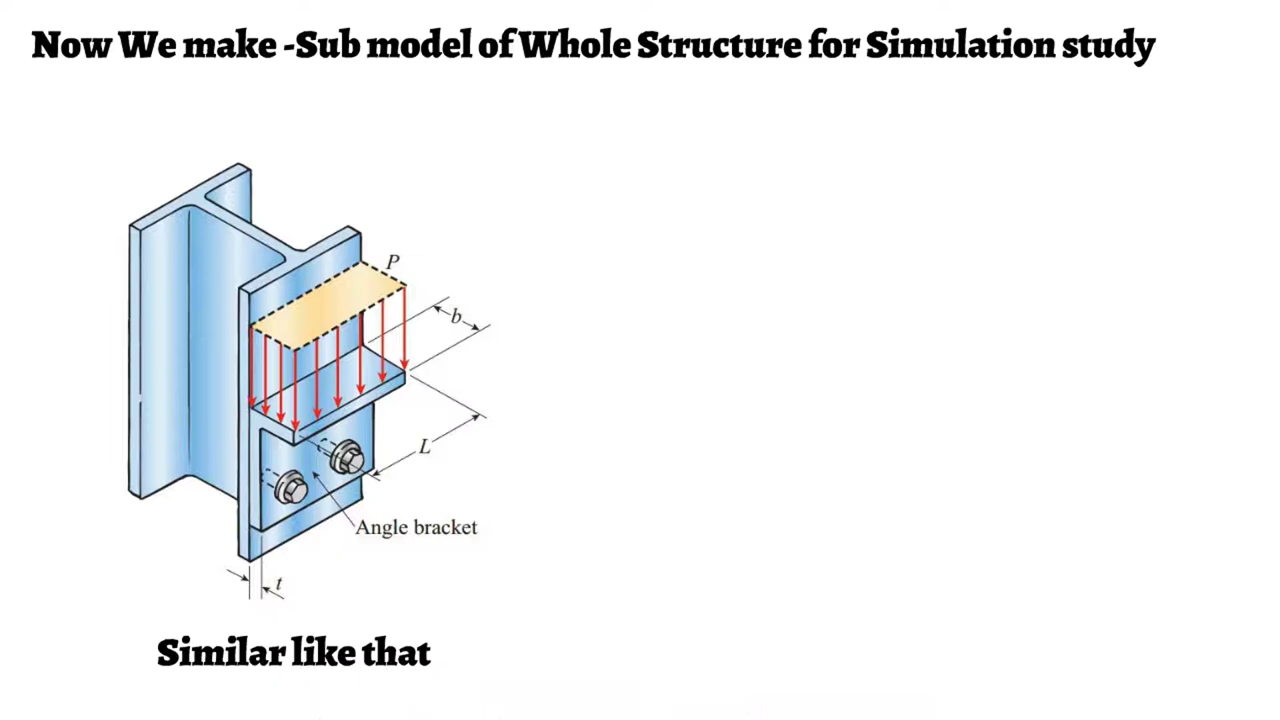 Now We make -Sub model of Whole Structure for Simulation study
P
b
L
Angle bracket
t
Similar like that